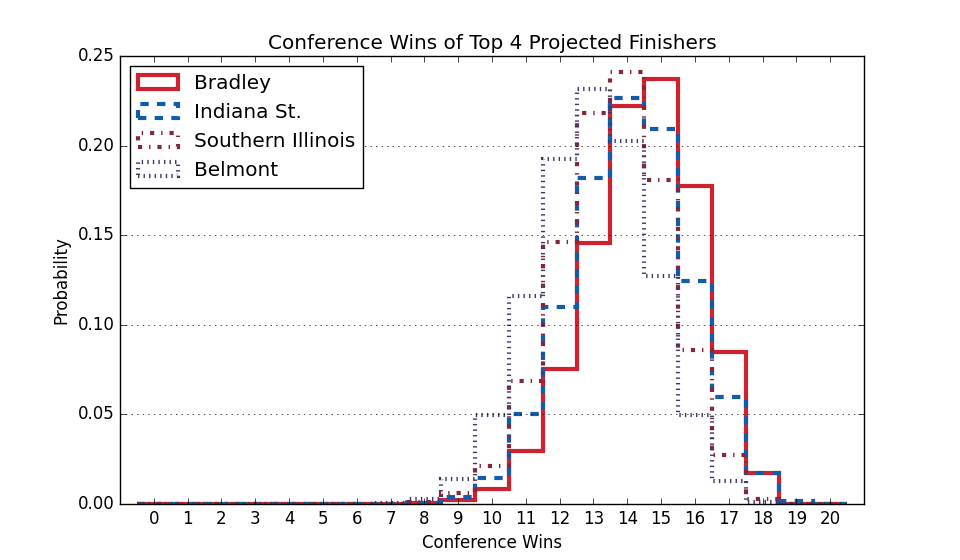 Conference Wins of Top 4 Projected Finishers
0.25
0.20
0.15
0.10
0.05
0.00
Probability
Bradley
Indiana St.
Southern Illinois
Belmont
0 1 2 3 4 5 6 7 8 9 10 11 12 13 14 15 16 17 18 19 20
Conference Wins